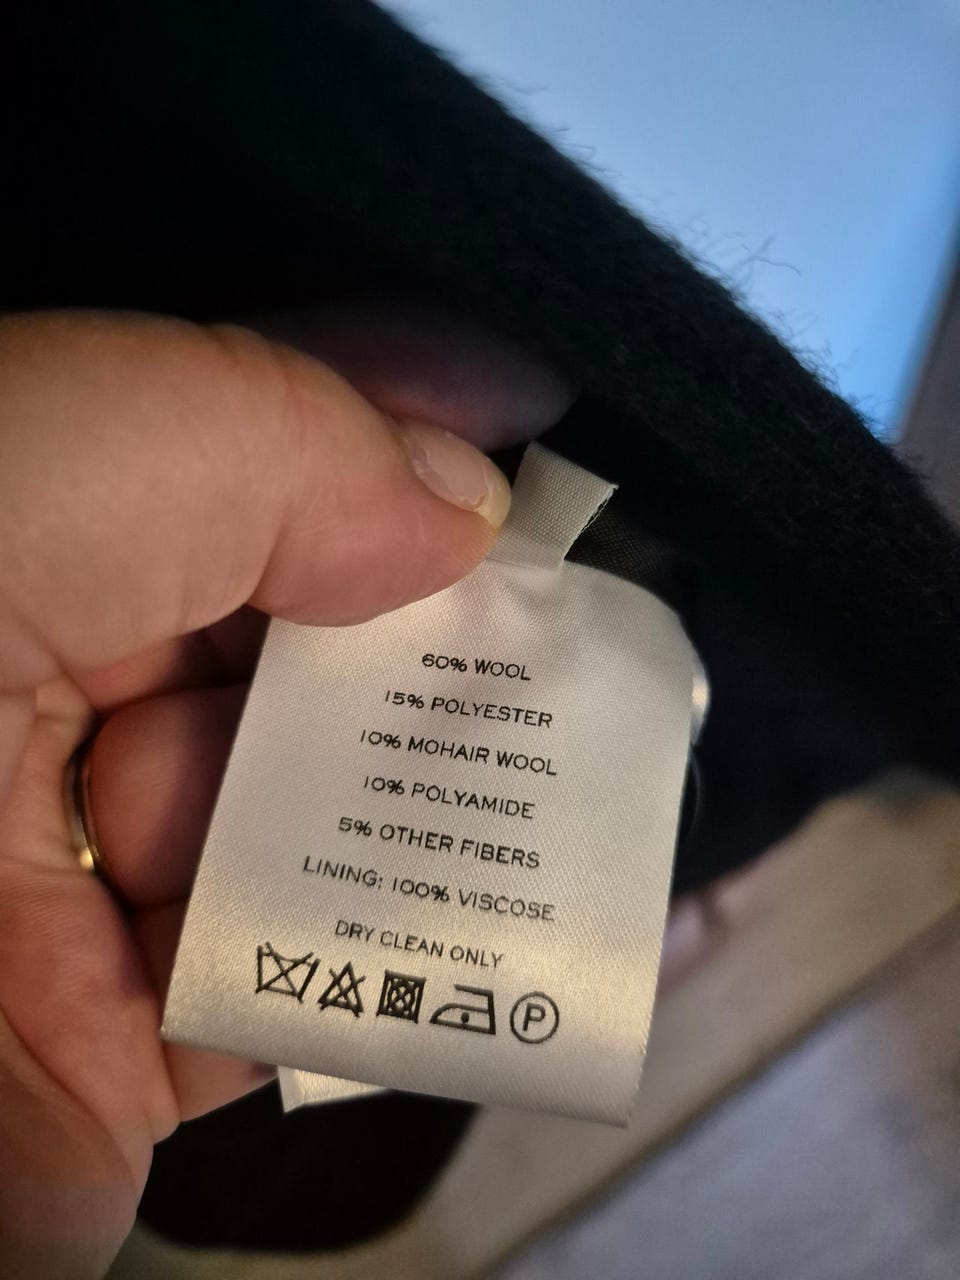 60% WOOL
15% POLYESTER
10% MOHAIR WOOL
10% POLYAMIDE
5% OTHER FIBERS
LINING: 100% VISCOSE
DRY CLEAN ONLY
P